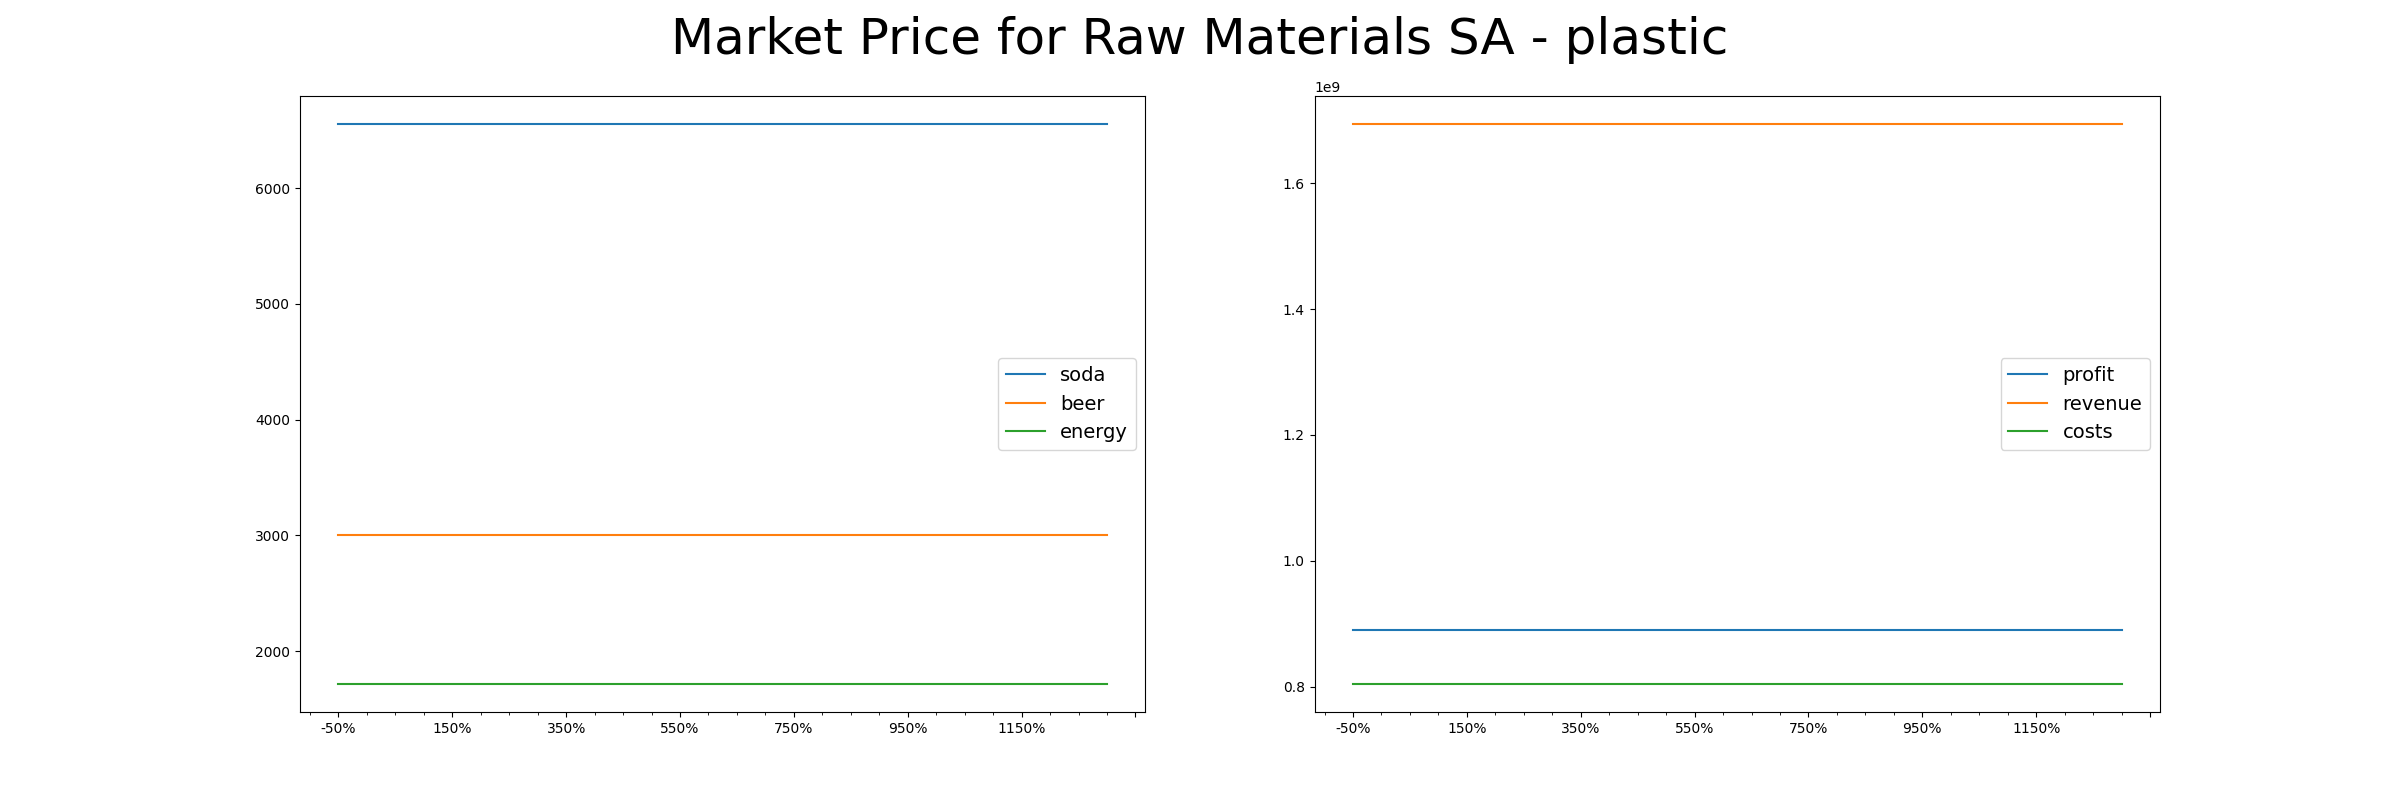 Market Price for Raw Materials SA - plastic
6000
5000
4000
3000
2000
-50% 150% 350% 550% 750% 950% 1150%
soda
beer
energy
1e9
1.6
1.4
1.2
1.0
0.8
-50% 150% 350% 550% 750% 950% 1150%
profit
revenue
costs